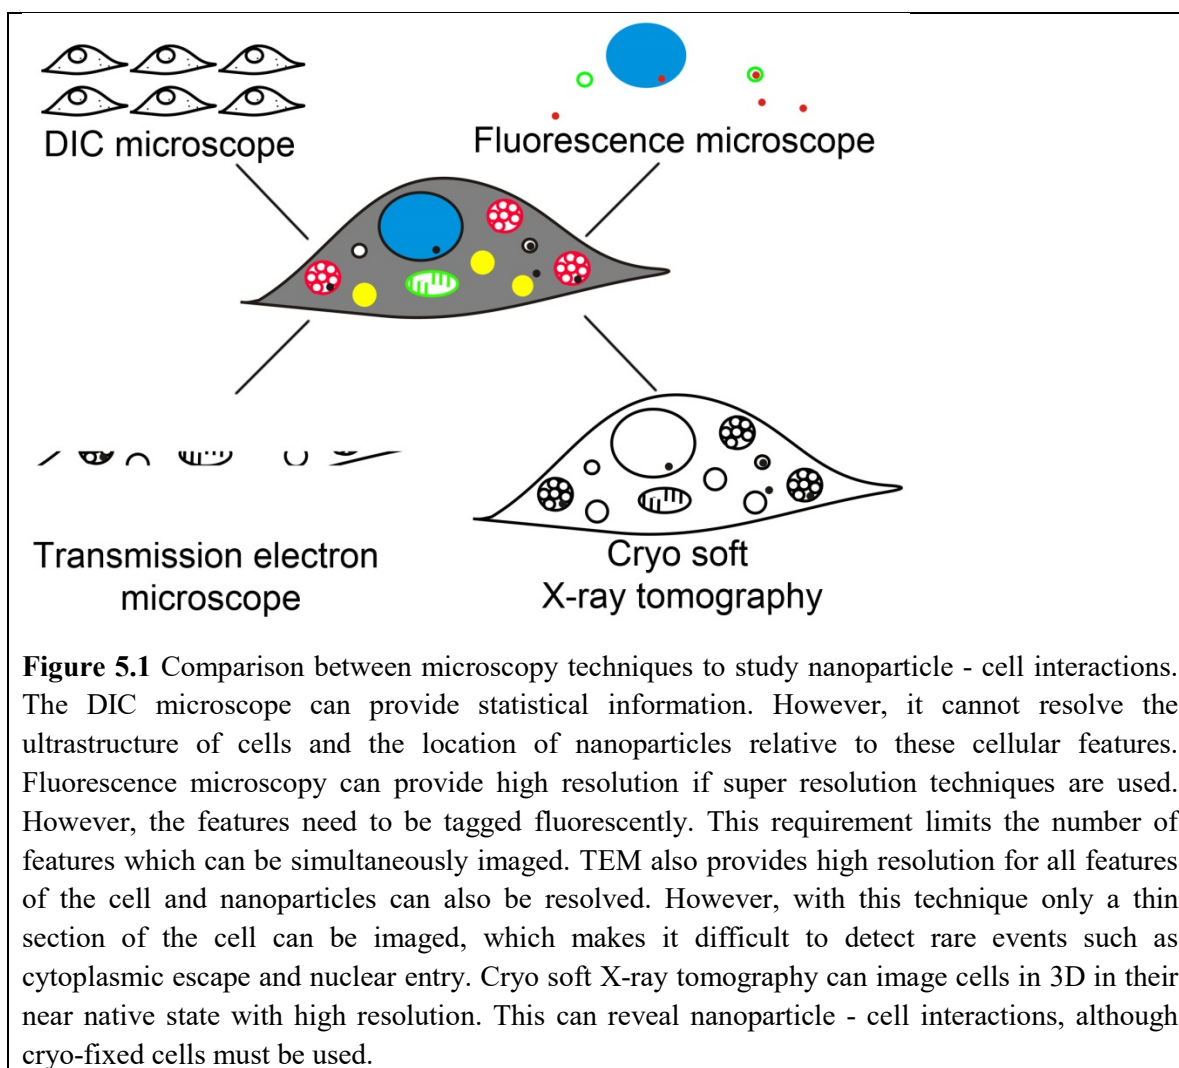 DIC microscope
Fluorescence microscope
Transmission electron
microscope
Cryo soft
X-ray tomography
Figure 5.1 Comparison between microscopy techniques to study nanoparticle - cell interactions.
The DIC microscope can provide statistical information. However, it cannot resolve the
ultrastructure of cells and the location of nanoparticles relative to these cellular features.
Fluorescence microscopy can provide high resolution if super resolution techniques are used.
However, the features need to be tagged fluorescently. This requirement limits the number of
features which can be simultaneously imaged. TEM also provides high resolution for all features
of the cell and nanoparticles can also be resolved. However, with this technique only a thin
section of the cell can be imaged, which makes it difficult to detect rare events such as
cytoplasmic escape and nuclear entry. Cryo soft X-ray tomography can image cells in 3D in their
near native state with high resolution. This can reveal nanoparticle - cell interactions, although
cryo-fixed cells must be used.